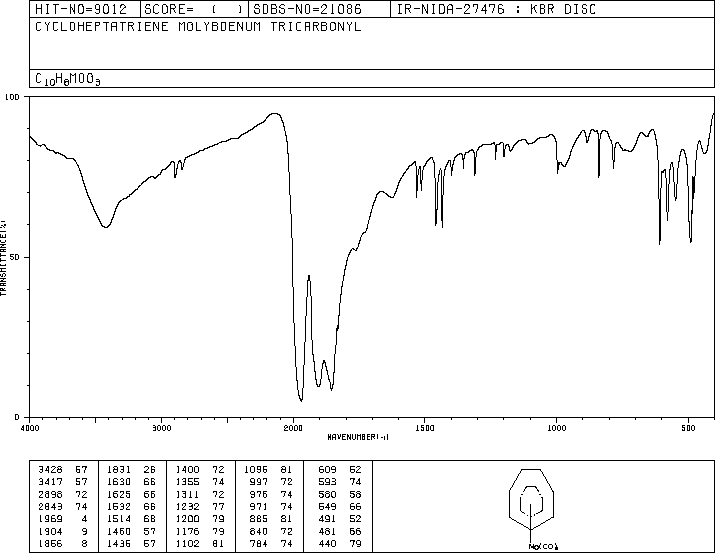 HIT-NO=9012 SCORE= ( ) SDBS-NO=21086 IR-NIDA-27476 : KBR DISC
CYCLOHEPTATRIENE MOLYBDENUM TRICARBONYL
C10H8MOO3
100
50
0
TRANSMITTANCE(%)
4000 3000 2000 1500 1000 500
WAVENUMBER(-1)
3428 57 1831 26 1400 72 1096 81 609 52
3417 57 1630 66 1355 74 997 72 593 74
2898 72 1625 66 1311 72 976 74 580 58
2843 74 1532 66 1232 77 971 74 549 66
1969 4 1514 68 1200 79 885 81 491 52
1904 9 1460 57 1176 79 840 72 481 66
1856 8 1436 57 1102 81 784 74 440 79
Mo(CO)3